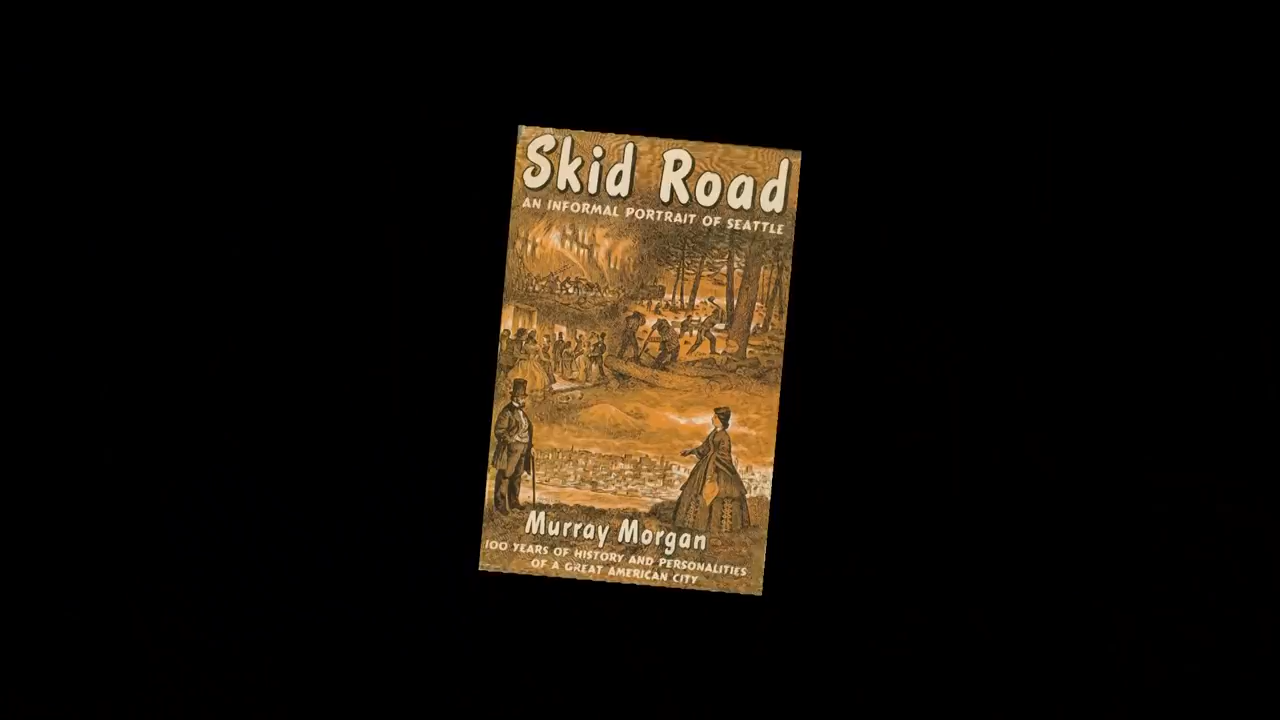 Skid Road
AN INFORMAL PORTRAIT OF SEATTLE
Murray Morgan
100 YEARS OF HISTORY AND PERSONALITIES
OF A GREAT AMERICAN CITY